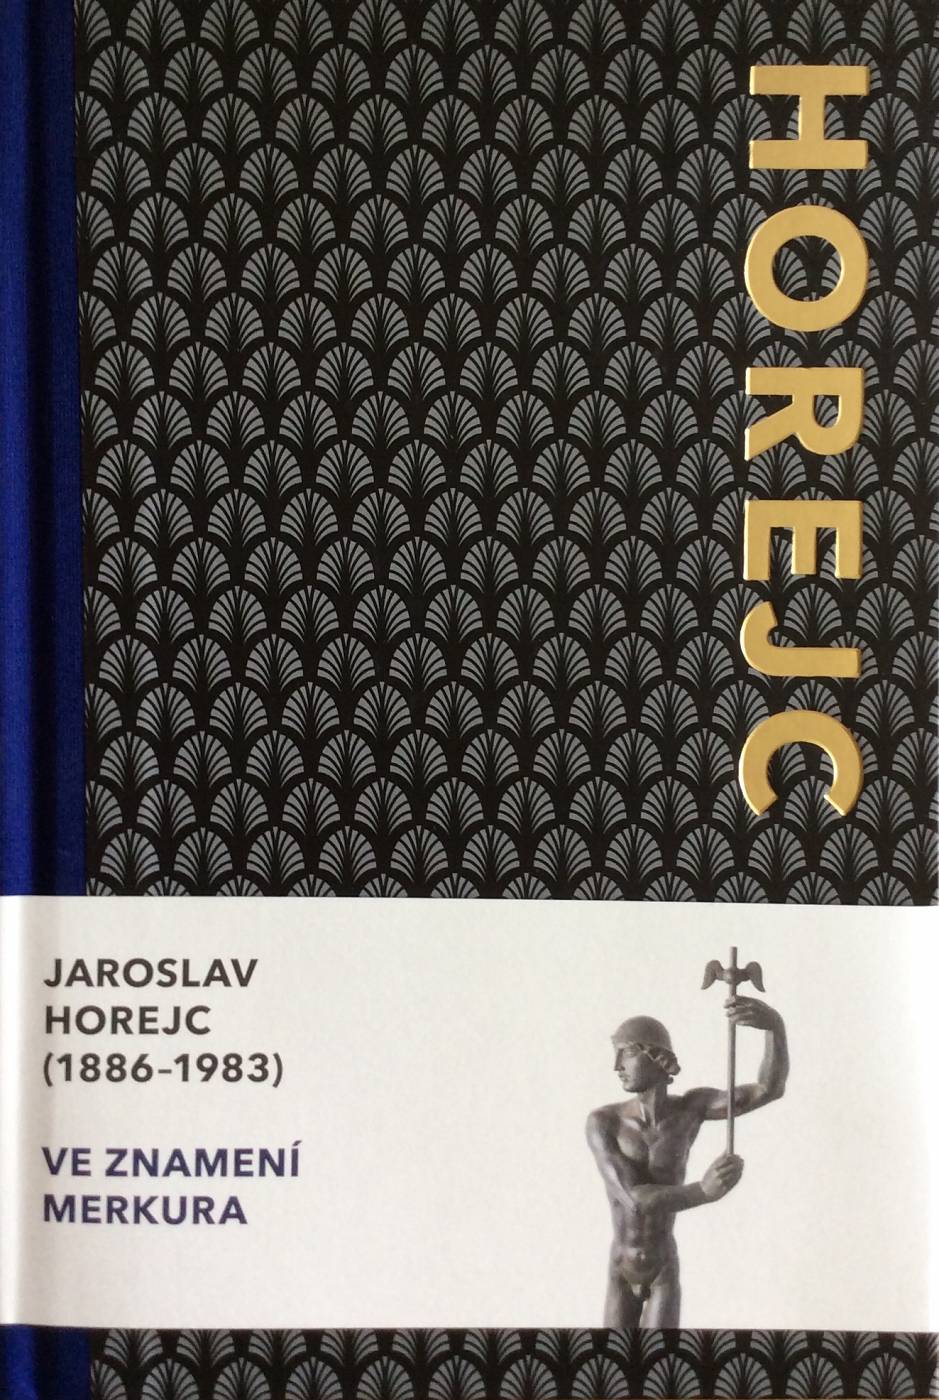 HOREJC
JAROSLAV
HOREJC
(1886–1983)
VE ZNAMENÍ
MERKURA